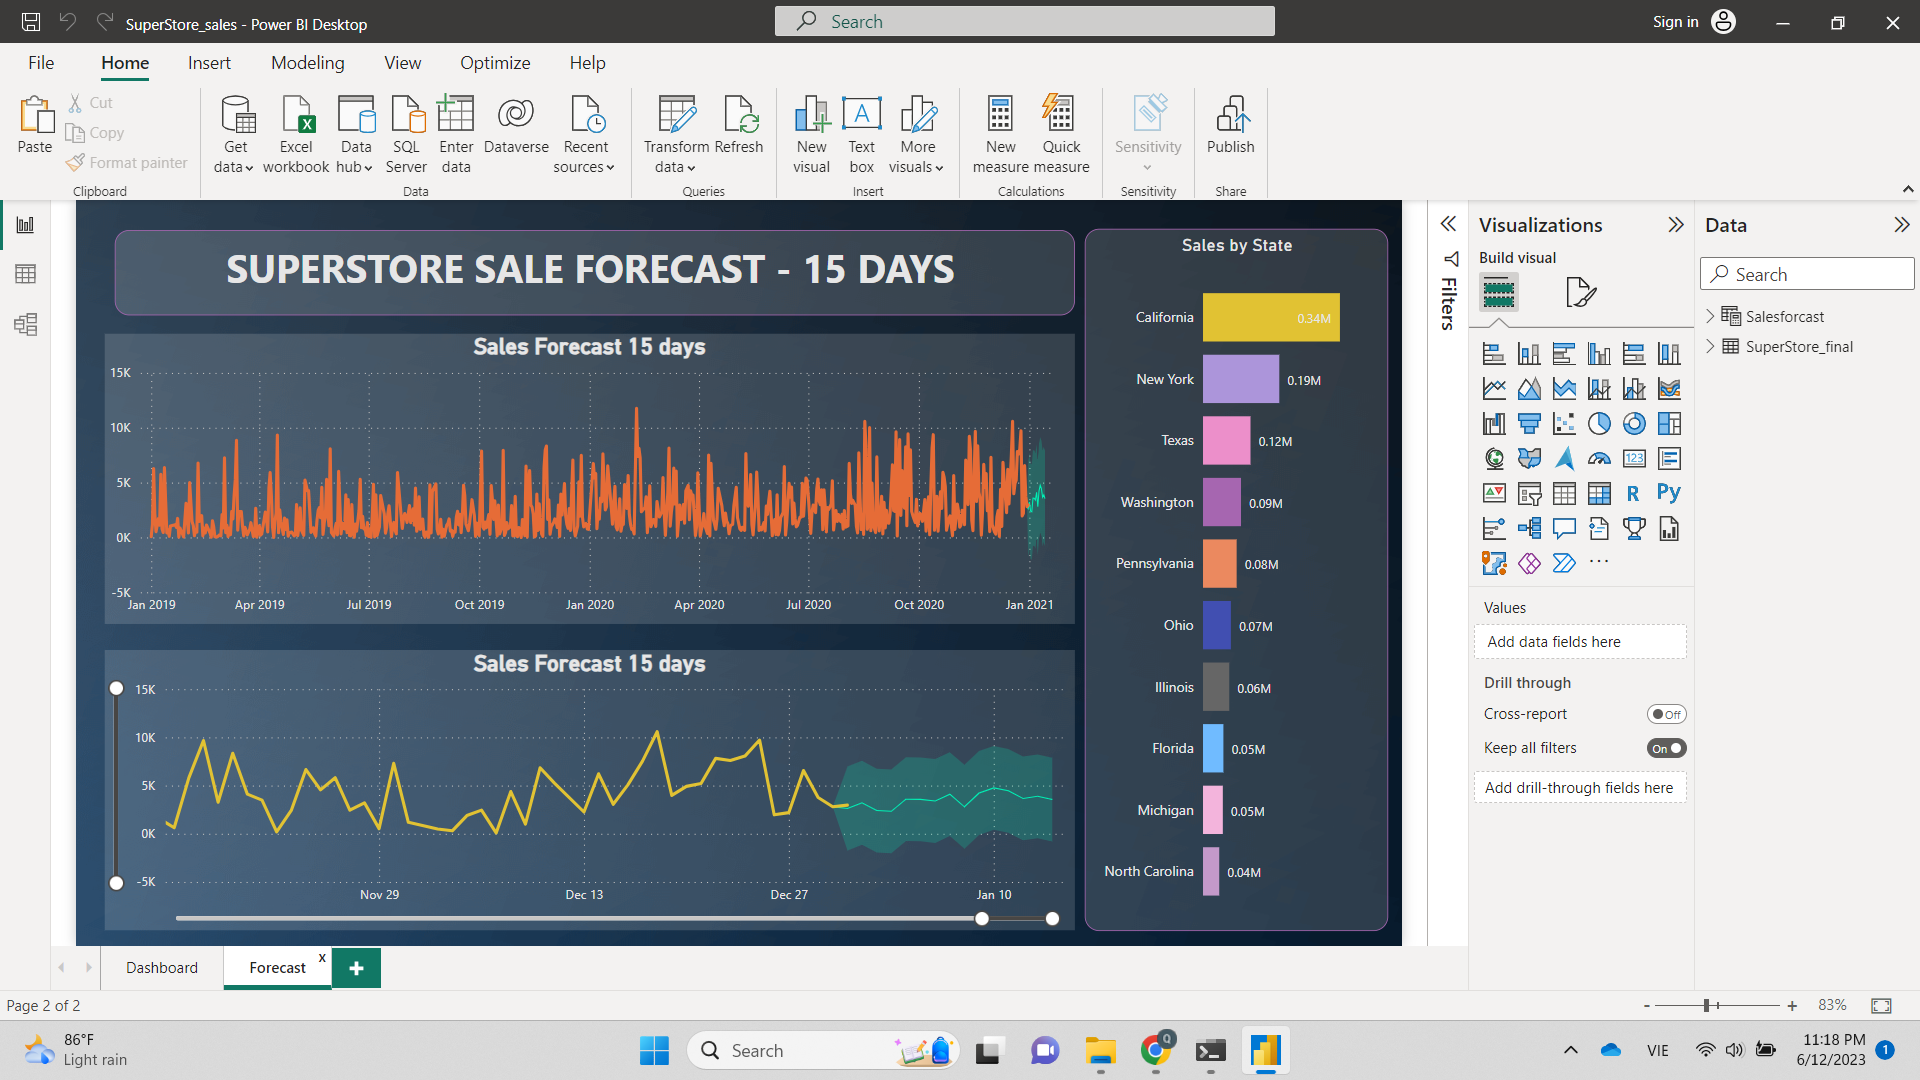 SuperStore_sales - Power BI Desktop
Search
Sign in
File Home Insert Modeling View Optimize Help
Paste
Cut
Copy
Format painter
Clipboard
Get data
Excel workbook
Data hub
SQL Server
Enter data
Dataverse
Recent sources
Data
Transform data
Refresh
Queries
New visual
Text box
A
More visuals
Insert
New measure
Quick measure
Calculations
Sensitivity
Sensitivity
Publish
Share
SUPERSTORE SALE FORECAST - 15 DAYS
Sales Forecast 15 days
15K
10K
5K
0K
-5K
Jan 2019 Apr 2019 Jul 2019 Oct 2019 Jan 2020 Apr 2020 Jul 2020 Oct 2020 Jan 2021
Sales Forecast 15 days
15K
10K
5K
0K
-5K
Nov 29 Dec 13 Dec 27 Jan 10
Sales by State
California 0.34M
New York 0.19M
Texas 0.12M
Washington 0.09M
Pennsylvania 0.08M
Ohio 0.07M
Illinois 0.06M
Florida 0.05M
Michigan 0.05M
North Carolina 0.04M
Filters
Visualizations
Build visual
123
R Py
Values
Add data fields here
Drill through
Cross-report Off
Keep all filters On
Add drill-through fields here
Data
Search
Salesforcast
SuperStore_final
Dashboard Forecast x +
Page 2 of 2
- + 83%
86°F
Light rain
Search
Q
VIE
11:18 PM
6/12/2023
1